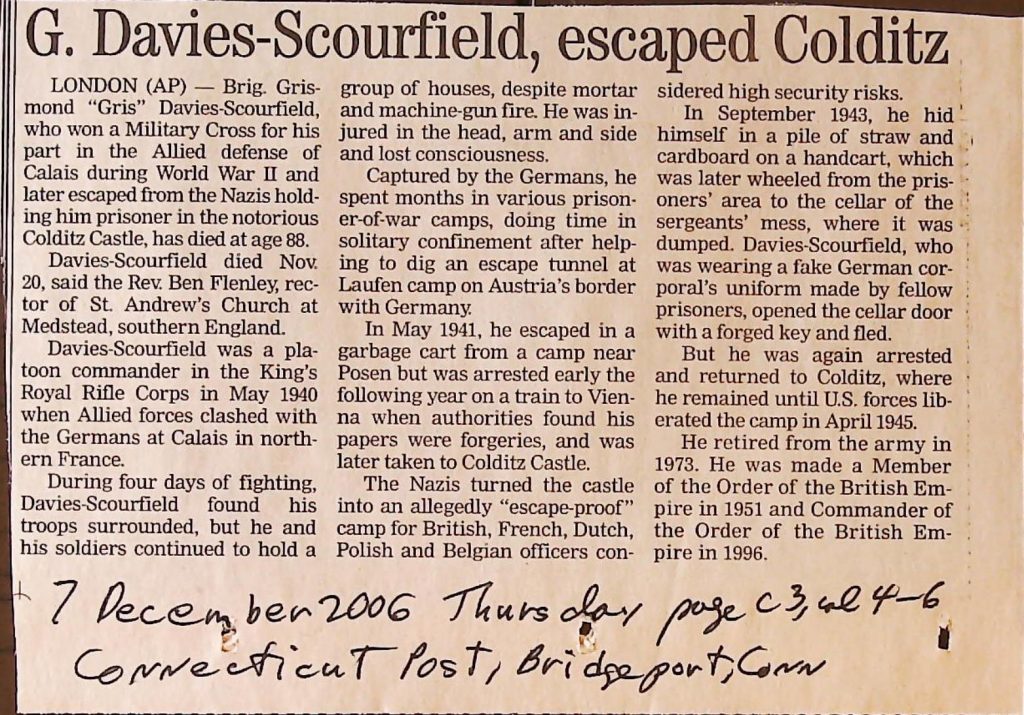 G. Davies-Scourfield, escaped Colditz
LONDON (AP) — Brig. Gris-
mond “Gris” Davies-Scourfield,
who won a Military Cross for his
part in the Allied defense of
Calais during World War II and
later escaped from the Nazis hold-
ing him prisoner in the notorious
Colditz Castle, has died at age 88.
Davies-Scourfield died Nov.
20, said the Rev. Ben Flenley, rec-
tor of St. Andrew’s Church at
Medstead, southern England.
Davies-Scourfield was a pla-
toon commander in the King’s
Royal Rifle Corps in May 1940
when Allied forces clashed with
the Germans at Calais in north-
ern France.
During four days of fighting,
Davies-Scourfield found his
troops surrounded, but he and
his soldiers continued to hold a
group of houses, despite mortar
and machine-gun fire. He was in-
jured in the head, arm and side
and lost consciousness.
Captured by the Germans, he
spent months in various prison-
er-of-war camps, doing time in
solitary confinement after help-
ing to dig an escape tunnel at
Laufen camp on Austria’s border
with Germany.
In May 1941, he escaped in a
garbage cart from a camp near
Posen but was arrested early the
following year on a train to Vien-
na when authorities found his
papers were forgeries, and was
later taken to Colditz Castle.
The Nazis turned the castle
into an allegedly “escape-proof”
camp for British, French, Dutch,
Polish and Belgian officers con-
sidered high security risks.
In September 1943, he hid
himself in a pile of straw and
cardboard on a handcart, which
was later wheeled from the pris-
oners’ area to the cellar of the
sergeants’ mess, where it was
dumped. Davies-Scourfield, who
was wearing a fake German cor-
poral’s uniform made by fellow
prisoners, opened the cellar door
with a forged key and fled.
But he was again arrested
and returned to Colditz, where
he remained until U.S. forces lib-
erated the camp in April 1945.
He retired from the army in
1973. He was made a Member
of the Order of the British Em-
pire in 1951 and Commander of
the Order of the British Em-
pire in 1996.
7 December 2006 Thursday page C3, col 4-6
Connecticut Post, Bridgeport, Conn